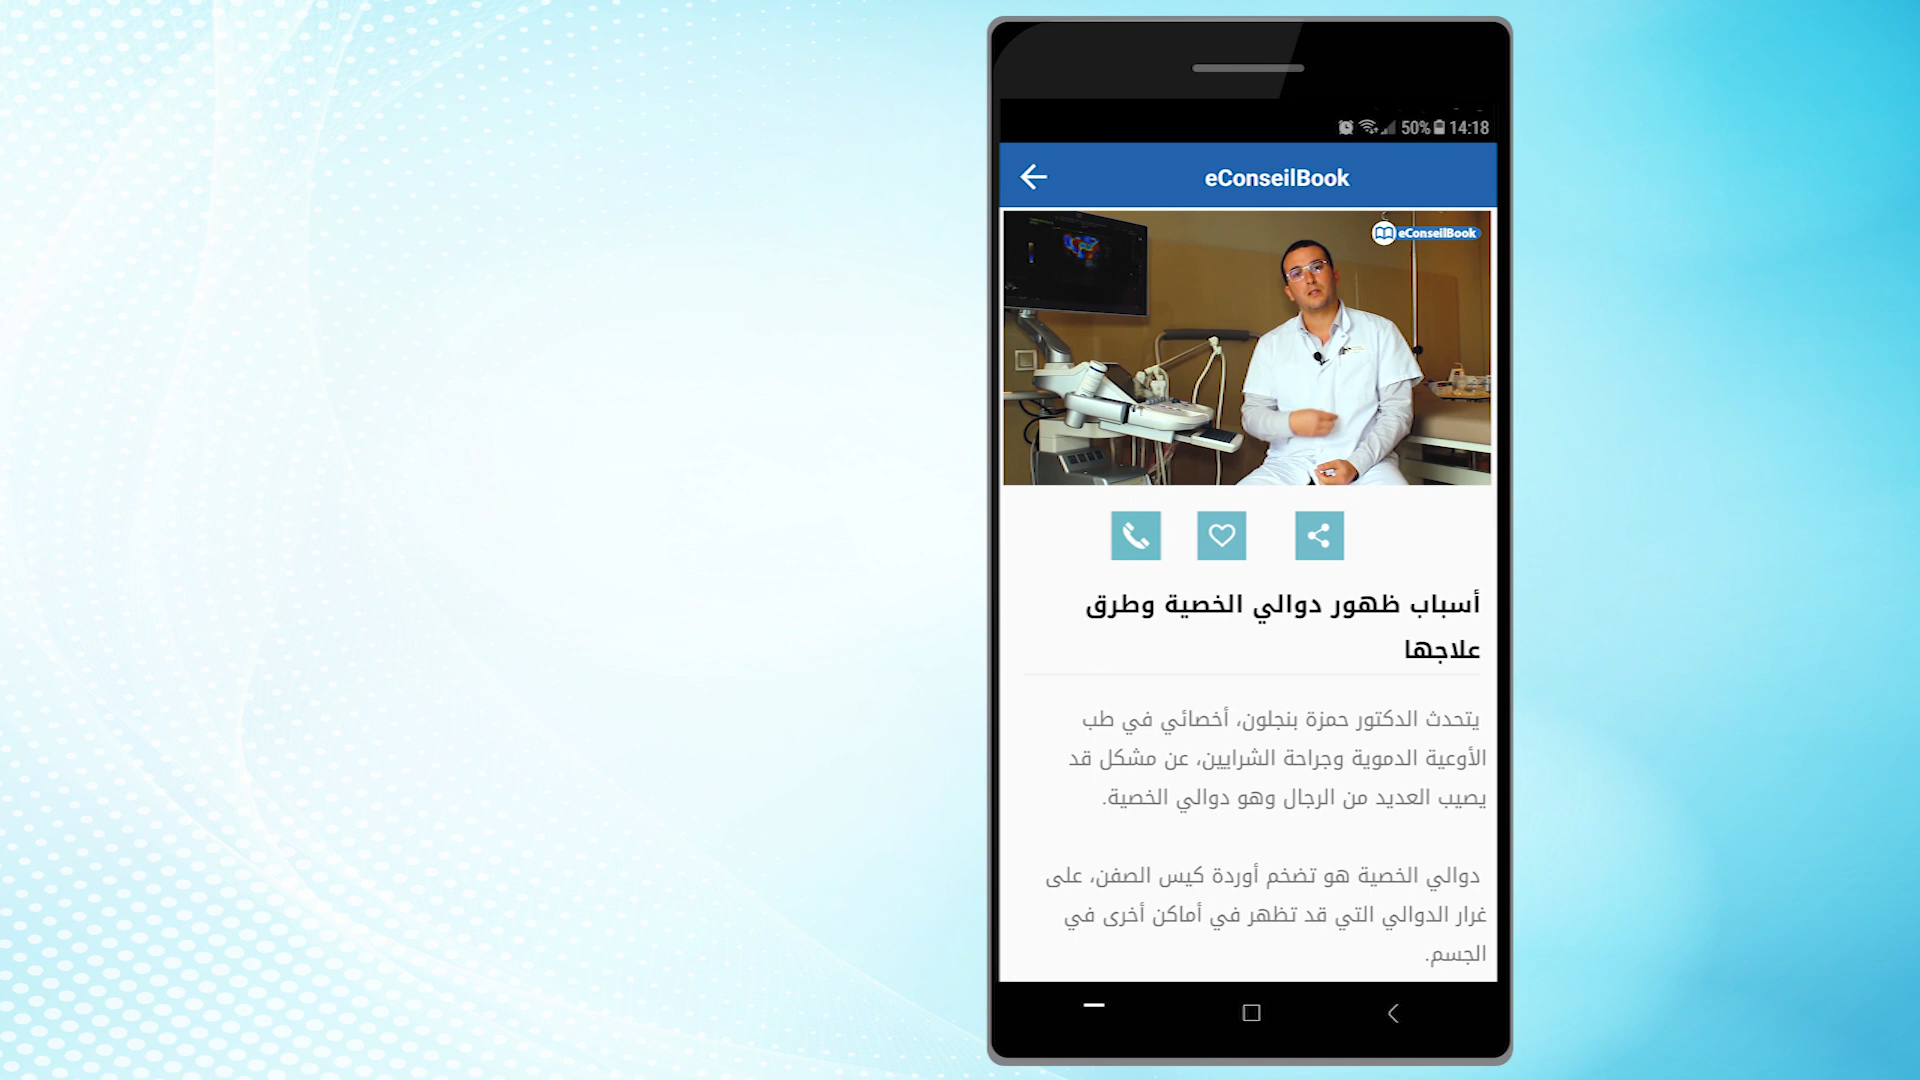 50% 14:18
eConseilBook
eConseilBook
أسباب ظهور دوالي الخصية وطرق
علاجها
يتحدث الدكتور حمزة بنجلون، أخصائي في طب
الأوعية الدموية وجراحة الشرايين، عن مشكل قد
يصيب العديد من الرجال وهو دوالي الخصية.
دوالي الخصية هو تضخم أوردة كيس الصفن، على
غرار الدوالي التي قد تظهر في أماكن أخرى في
الجسم.